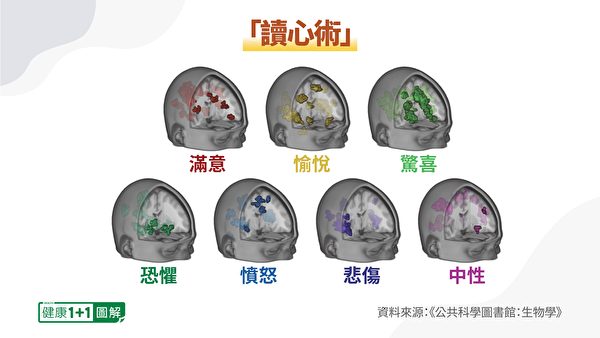 「讀心術」
滿意
愉悅
驚喜
恐懼
憤怒
悲傷
中性
健康1+1圖解
資料來源：《公共科學圖書館：生物學》